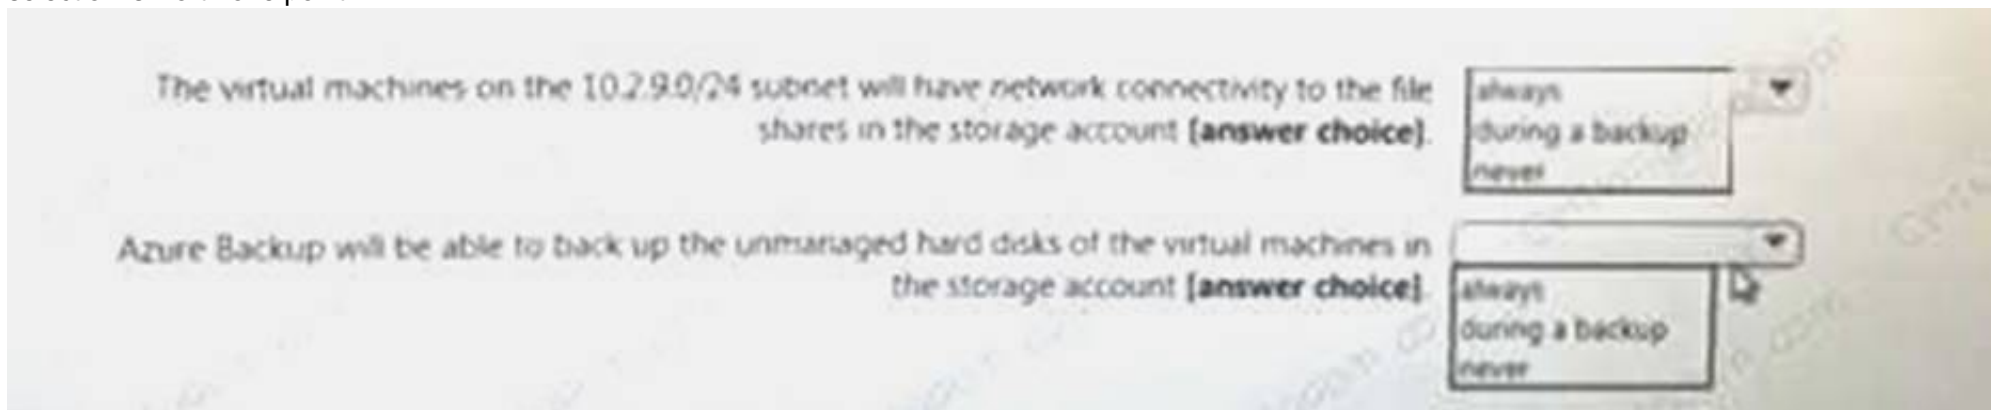 The virtual machines on the 10.2.9.0/24 subnet will have network connectivity to the file
shares in the storage account [answer choice].
always
during a backup
never
Azure Backup will be able to back up the unmanaged hard disks of the virtual machines in
the storage account [answer choice].
always
during a backup
never